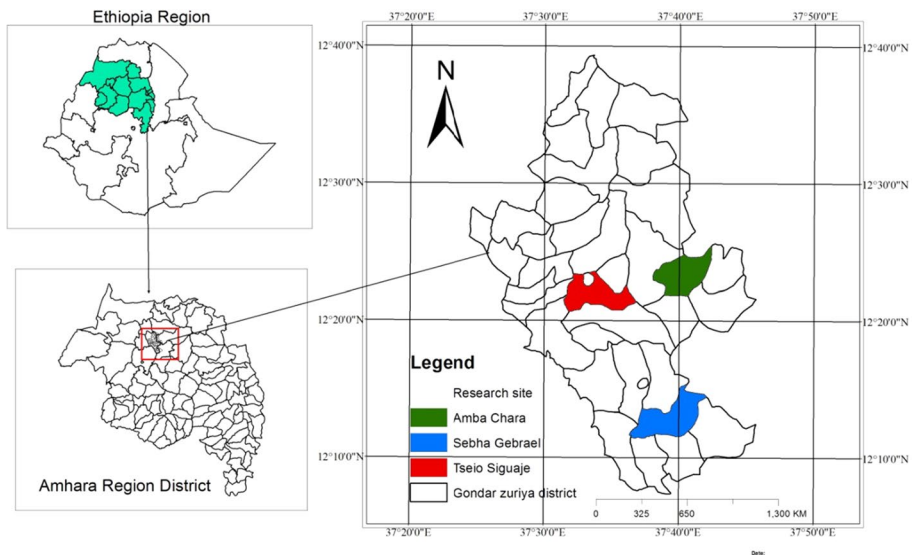 Ethiopia Region
Amhara Region District
37°20'0"E 37°30'0"E 37°40'0"E 37°50'0"E
12°40'0"N 12°40'0"N
N
12°30'0"N 12°30'0"N
12°20'0"N 12°20'0"N
12°10'0"N 12°10'0"N
Legend
Research site
Amba Chara
Sebha Gebrael
Tseio Siguaje
Gondar zuriya district
0 325 650 1,300 KM
37°20'0"E 37°30'0"E 37°40'0"E 37°50'0"E
Date: